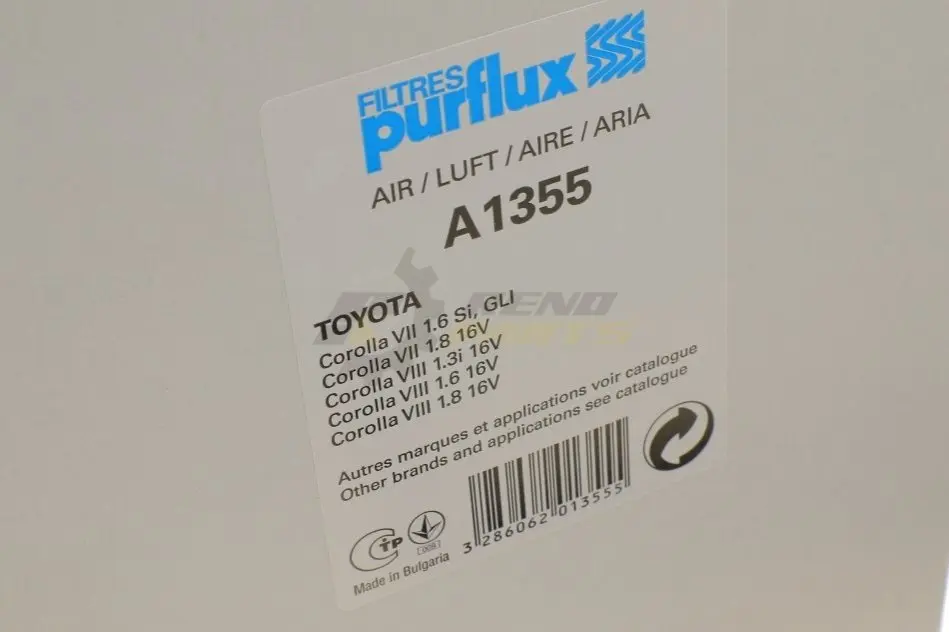 FILTRES
purflux
AIR / LUFT / AIRE / ARIA
A1355
TOYOTA
Corolla VII 1.6 Si, GLI
Corolla VII 1.8 16V
Corolla VIII 1.3i 16V
Corolla VIII 1.6 16V
Corolla VIII 1.8 16V
Autres marques et applications voir catalogue
Other brands and applications see catalogue
3 286062 013555
TP
Made in Bulgaria